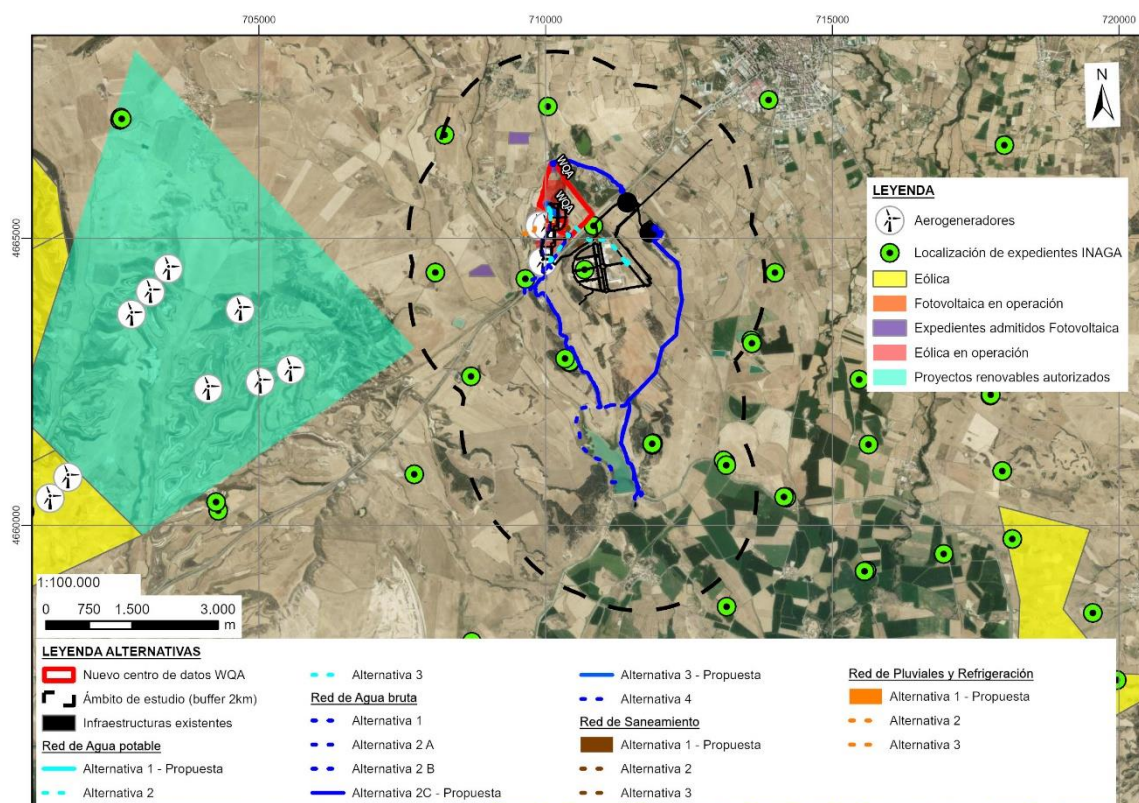 705000
710000
715000
720000
N
WQA
WQA
4665000
4660000
LEYENDA
Aerogeneradores
Localización de expedientes INAGA
Eólica
Fotovoltaica en operación
Expedientes admitidos Fotovoltaica
Eólica en operación
Proyectos renovables autorizados
1:100.000
0 750 1.500 3.000
m
LEYENDA ALTERNATIVAS
Nuevo centro de datos WQA
Ámbito de estudio (buffer 2km)
Infraestructuras existentes
Red de Agua potable
Alternativa 1 - Propuesta
Alternativa 2
Alternativa 3
Red de Agua bruta
Alternativa 1
Alternativa 2 A
Alternativa 2 B
Alternativa 2C - Propuesta
Alternativa 3 - Propuesta
Alternativa 4
Red de Saneamiento
Alternativa 1 - Propuesta
Alternativa 2
Alternativa 3
Red de Pluviales y Refrigeración
Alternativa 1 - Propuesta
Alternativa 2
Alternativa 3